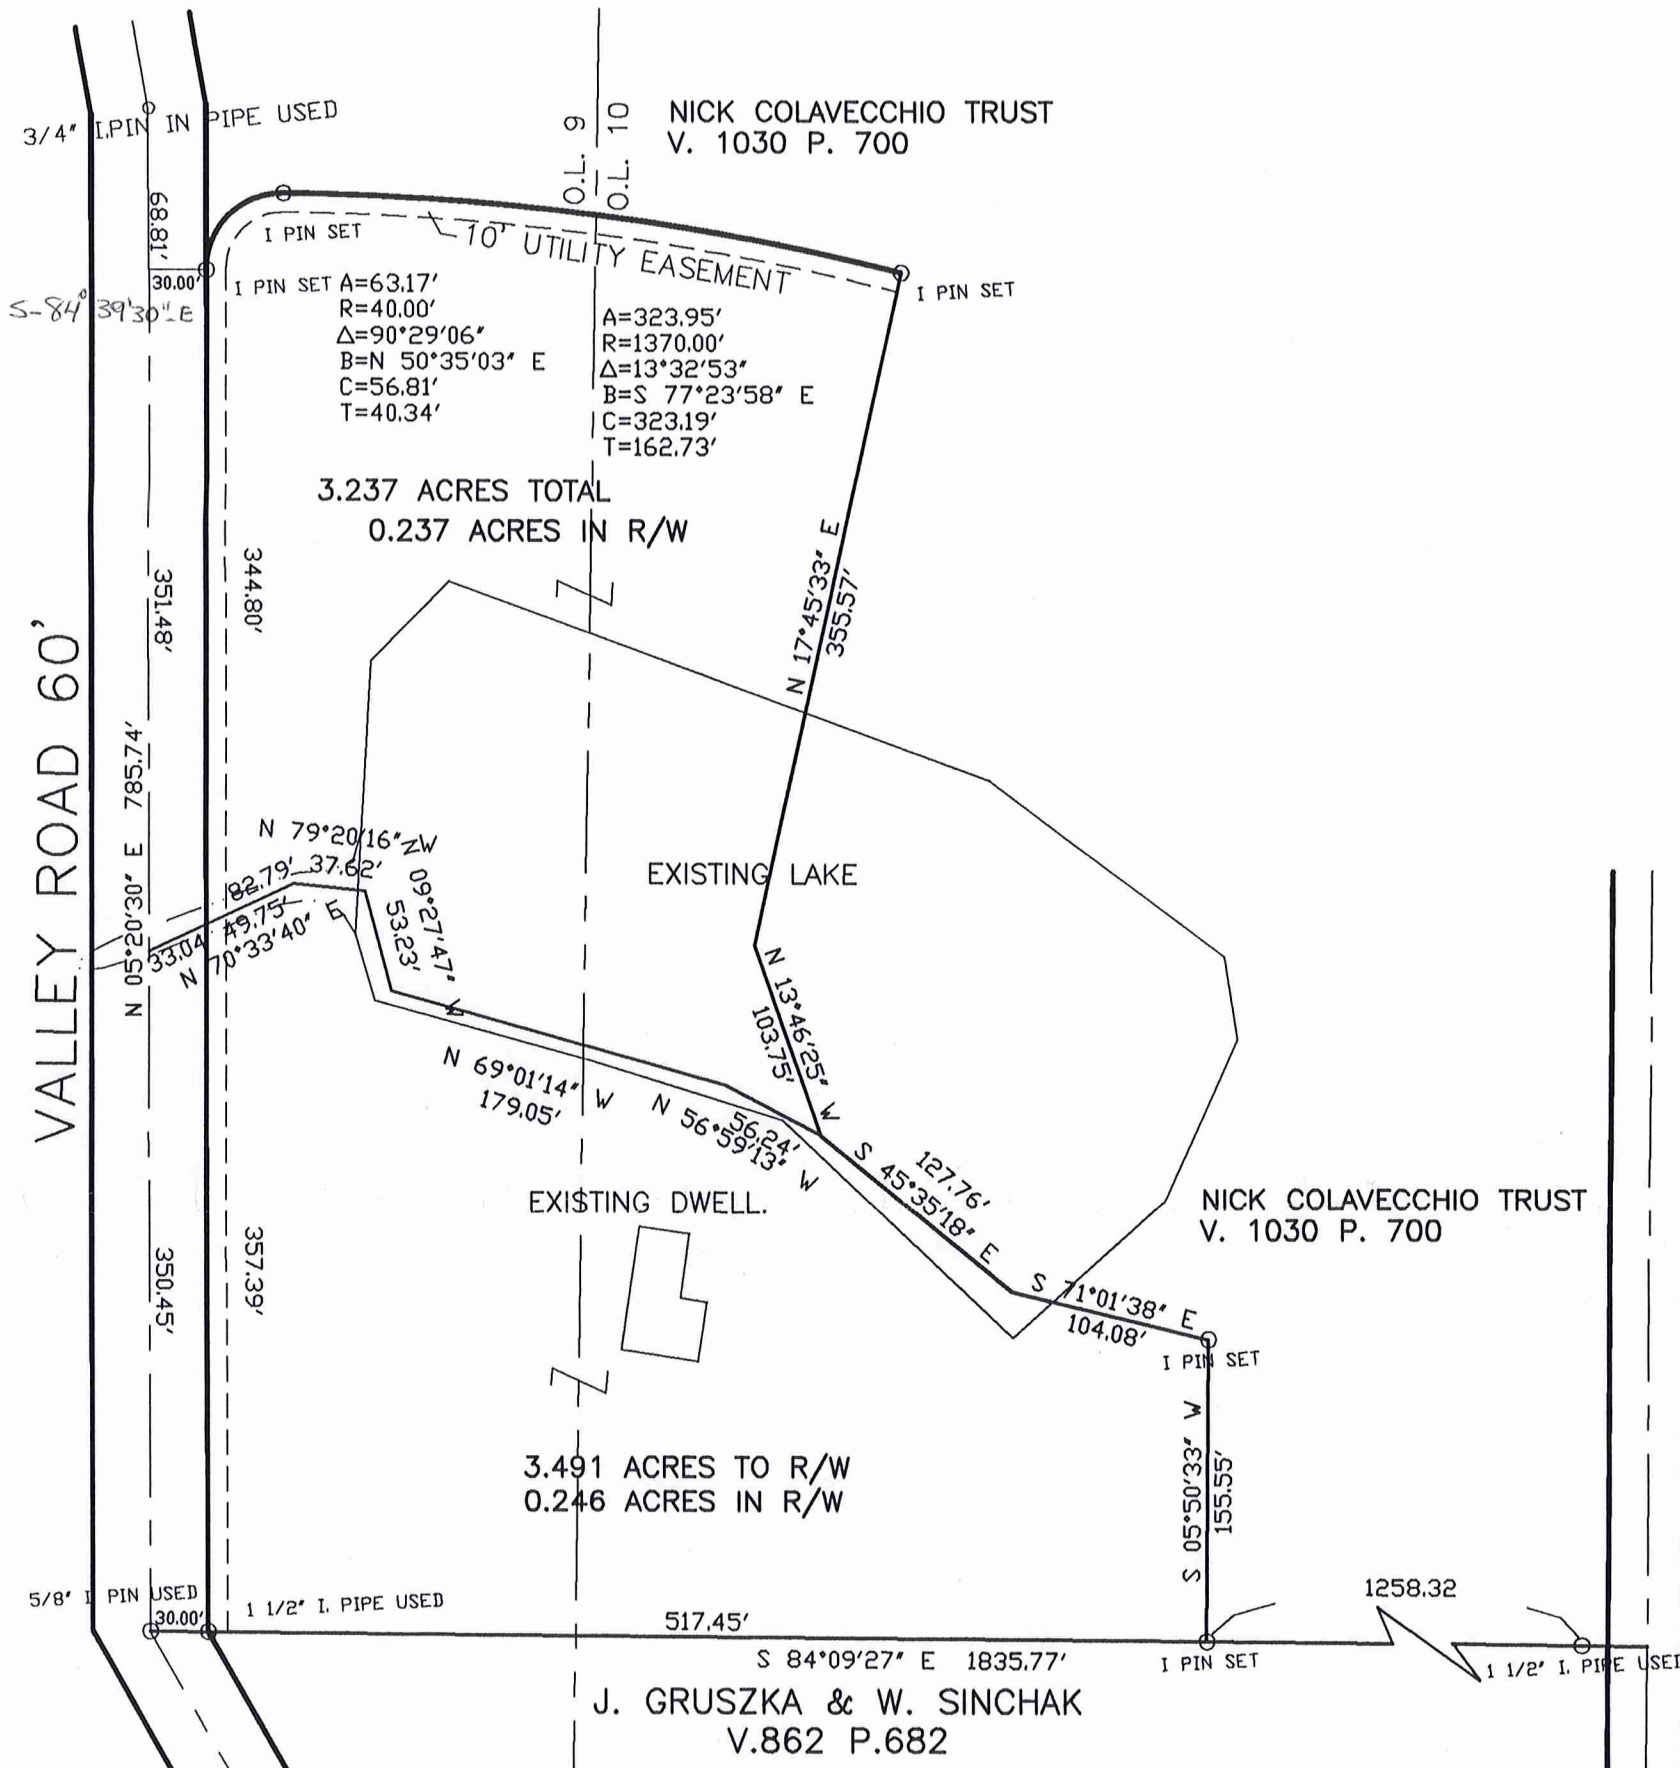 O.L. 9
O.L. 10
NICK COLAVECCHIO TRUST
V. 1030 P. 700
3/4" I.PIN IN PIPE USED
68.81'
30.00'
S-84°39'30"-E
I PIN SET
I PIN SET
10' UTILITY EASEMENT
I PIN SET
A=63.17'
R=40.00'
Δ=90°29'06"
B=N 50°35'03" E
C=56.81'
T=40.34'
A=323.95'
R=1370.00'
Δ=13°32'53"
B=S 77°23'58" E
C=323.19'
T=162.73'
3.237 ACRES TOTAL
0.237 ACRES IN R/W
VALLEY ROAD 60'
N 05°20'30" E 785.74'
351.48'
344.80'
N 17°45'33" E
355.57'
EXISTING LAKE
N 79°20'16" W
37.62'
82.79'
33.04
49.75'
N 70°33'40" E
N 09°27'47" W
53.23'
N 13°46'25" W
103.75'
N 69°01'14" W
179.05'
56.24'
N 56°59'13" W
127.76'
S 45°35'18" E
S 71°01'38" E
104.08'
I PIN SET
EXISTING DWELL.
NICK COLAVECCHIO TRUST
V. 1030 P. 700
350.45'
357.39'
3.491 ACRES TO R/W
0.246 ACRES IN R/W
S 05°50'33" W
155.55'
5/8" I PIN USED
30.00'
1 1/2" I. PIPE USED
517.45'
1258.32
S 84°09'27" E 1835.77'
I PIN SET
1 1/2" I. PIPE USED
J. GRUSZKA & W. SINCHAK
V.862 P.682